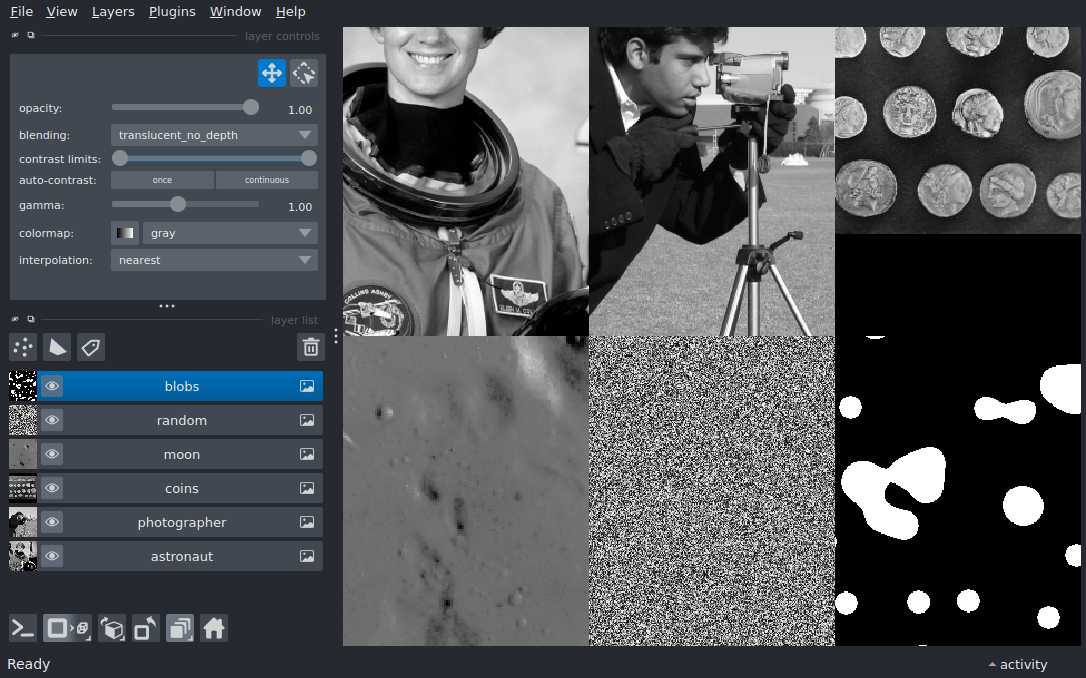 File View Layers Plugins Window Help
layer controls
opacity: 1.00
blending: translucent_no_depth
contrast limits:
auto-contrast: once continuous
gamma: 1.00
colormap: gray
interpolation: nearest
layer list
blobs
random
moon
coins
photographer
astronaut
Ready
activity